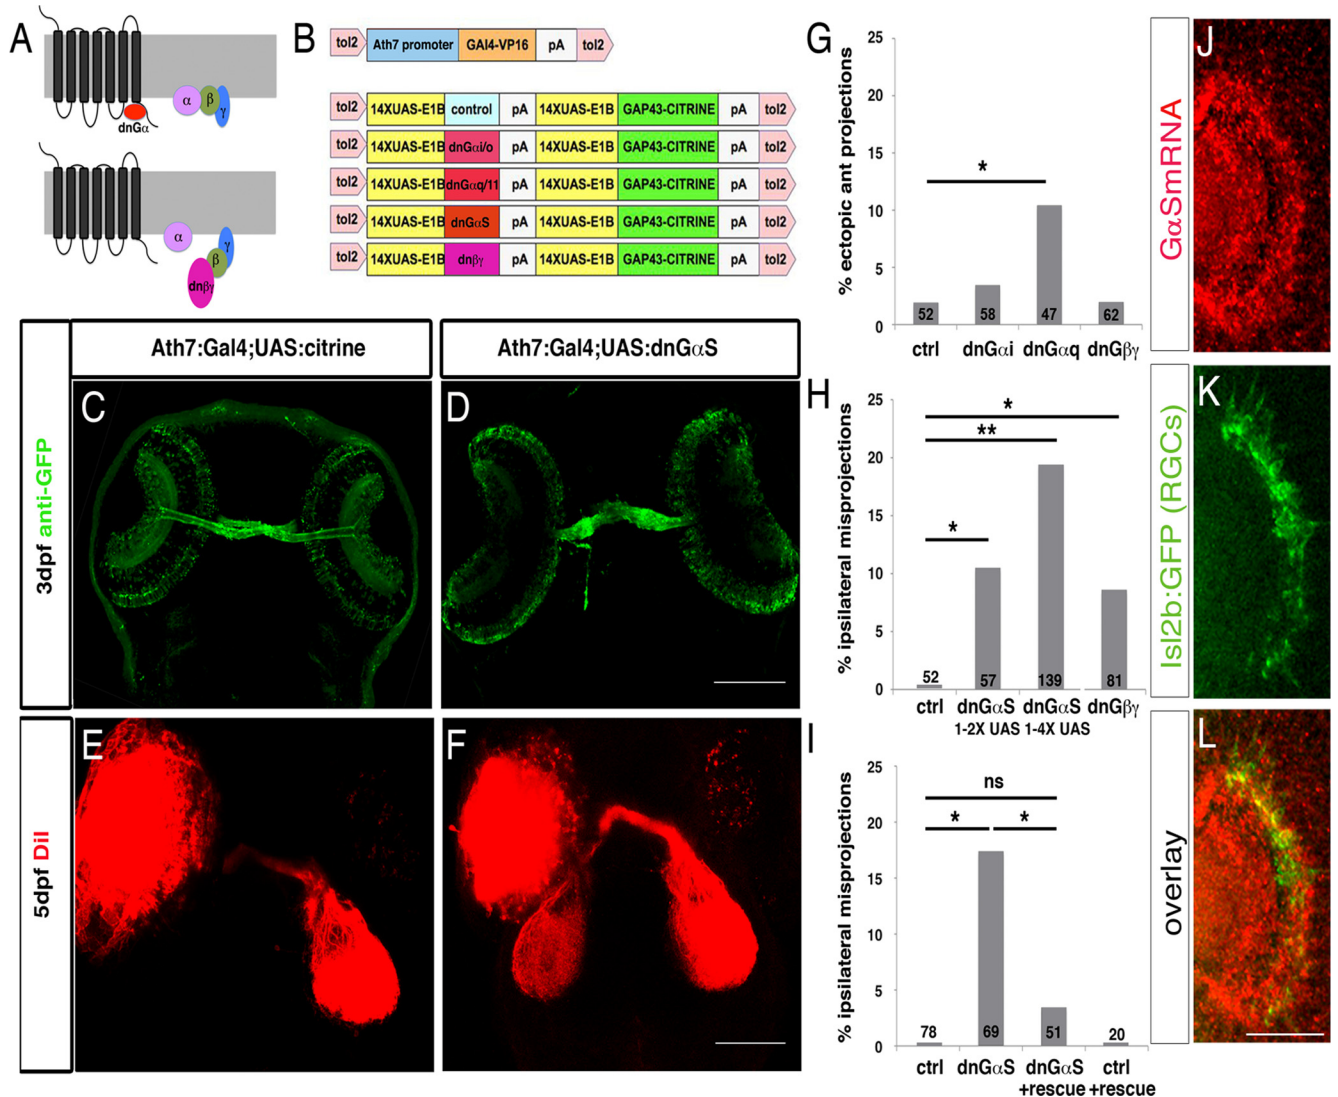 A
dnGα
α β γ
α
γ
β
dnβγ
B
tol2 Ath7 promoter GAl4-VP16 pA tol2
tol2 14XUAS-E1B control pA 14XUAS-E1B GAP43-CITRINE pA tol2
tol2 14XUAS-E1B dnGαi/o pA 14XUAS-E1B GAP43-CITRINE pA tol2
tol2 14XUAS-E1B dnGαq/11 pA 14XUAS-E1B GAP43-CITRINE pA tol2
tol2 14XUAS-E1B dnGαS pA 14XUAS-E1B GAP43-CITRINE pA tol2
tol2 14XUAS-E1B dnβγ pA 14XUAS-E1B GAP43-CITRINE pA tol2
Ath7:Gal4;UAS:citrine
Ath7:Gal4;UAS:dnGαS
3dpf anti-GFP
C
D
5dpf DiI
E
F
G
% ectopic ant projections
25
20
15
10
5
0
*
52 58 47 62
ctrl dnGαi dnGαq dnGβγ
H
% ipsilateral misprojections
25
20
15
10
5
0
*
**
*
52 57 139 81
ctrl dnGαS dnGαS dnGβγ
1-2X UAS 1-4X UAS
I
% ipsilateral misprojections
25
20
15
10
5
0
ns
* *
78 69 51 20
ctrl dnGαS dnGαS ctrl
+rescue +rescue
GαSmRNA
J
Isl2b:GFP (RGCs)
K
overlay
L